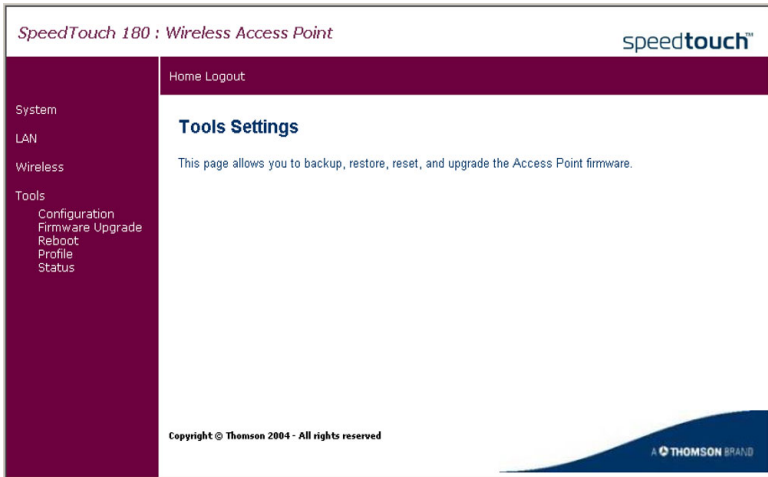 SpeedTouch 180 : Wireless Access Point
speedtouch™
Home Logout
System
LAN
Wireless
Tools
Configuration
Firmware Upgrade
Reboot
Profile
Status
Tools Settings
This page allows you to backup, restore, reset, and upgrade the Access Point firmware.
Copyright © Thomson 2004 - All rights reserved
A THOMSON BRAND